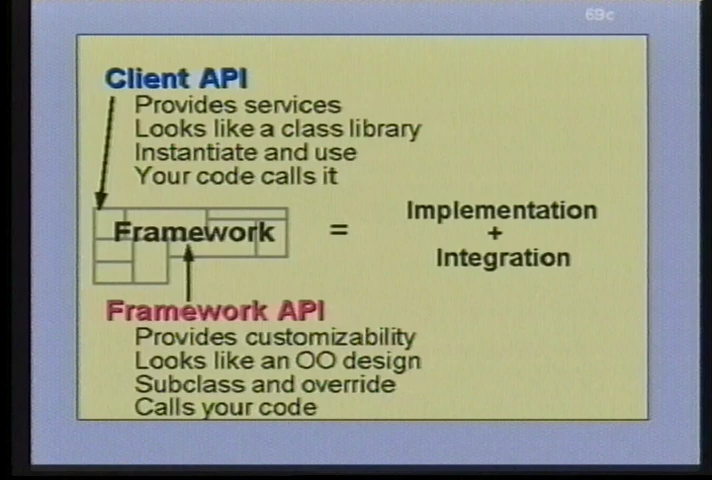 69c
Client API
Provides services
Looks like a class library
Instantiate and use
Your code calls it
Framework
=
Implementation
+
Integration
Framework API
Provides customizability
Looks like an OO design
Subclass and override
Calls your code